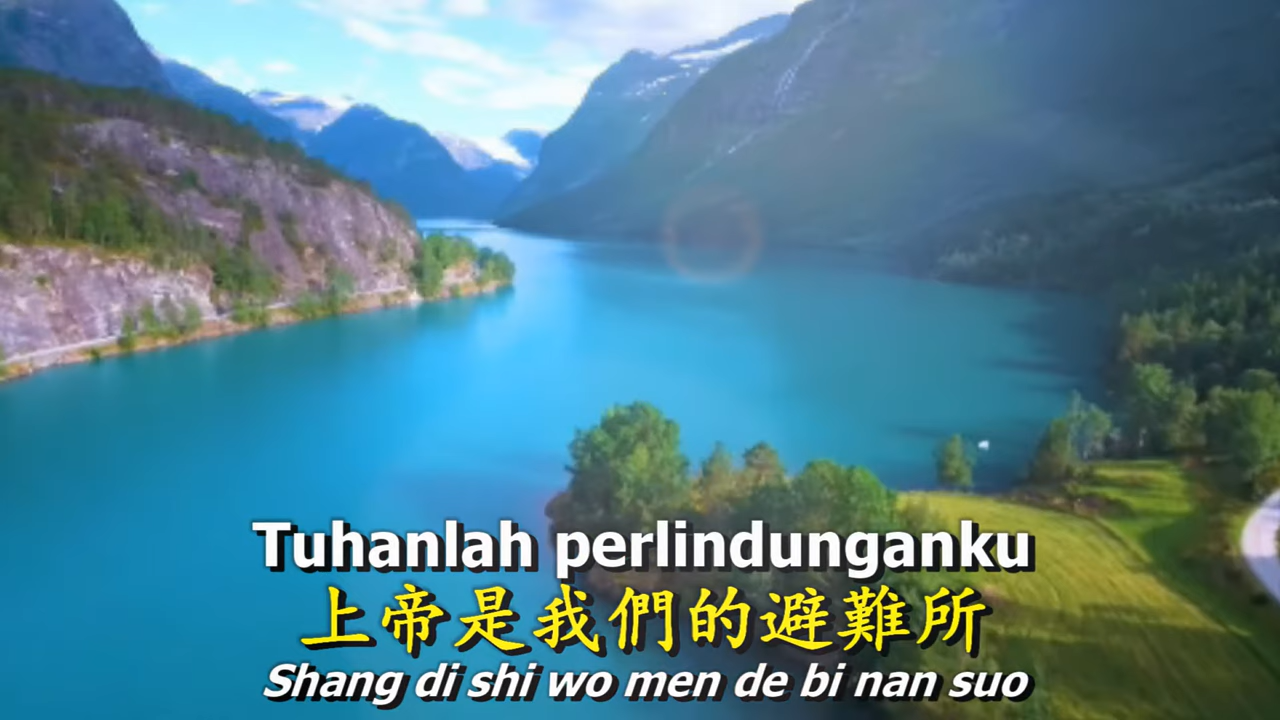 Tuhanlah perlindunganku
上帝是我們的避難所
Shang di shi wo men de bi nan suo